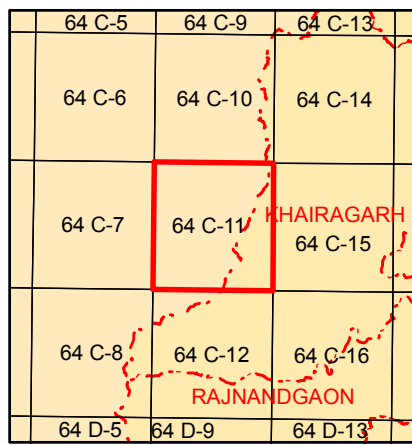 64 C-5 64 C-9 64 C-13
64 C-6 64 C-10 64 C-14
KHAIRAGARH
64 C-7 64 C-11 64 C-15
64 C-8 64 C-12 64 C-16
RAJNANDGAON
64 D-5 64 D-9 64 D-13